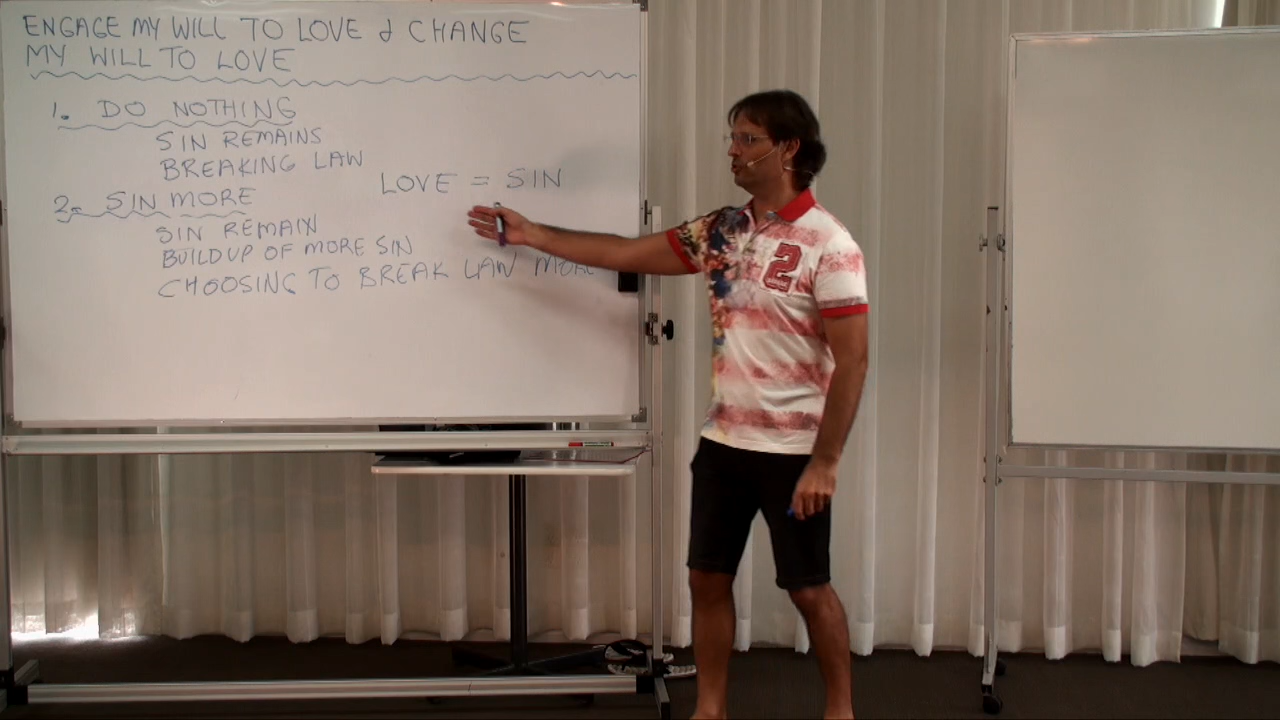 ENGAGE MY WILL TO LOVE & CHANGE
MY WILL TO LOVE
1. DO NOTHING
SIN REMAINS
BREAKING LAW
LOVE = SIN
2. SIN MORE
SIN REMAIN
BUILDUP OF MORE SIN
CHOOSING TO BREAK LAW MORE
2